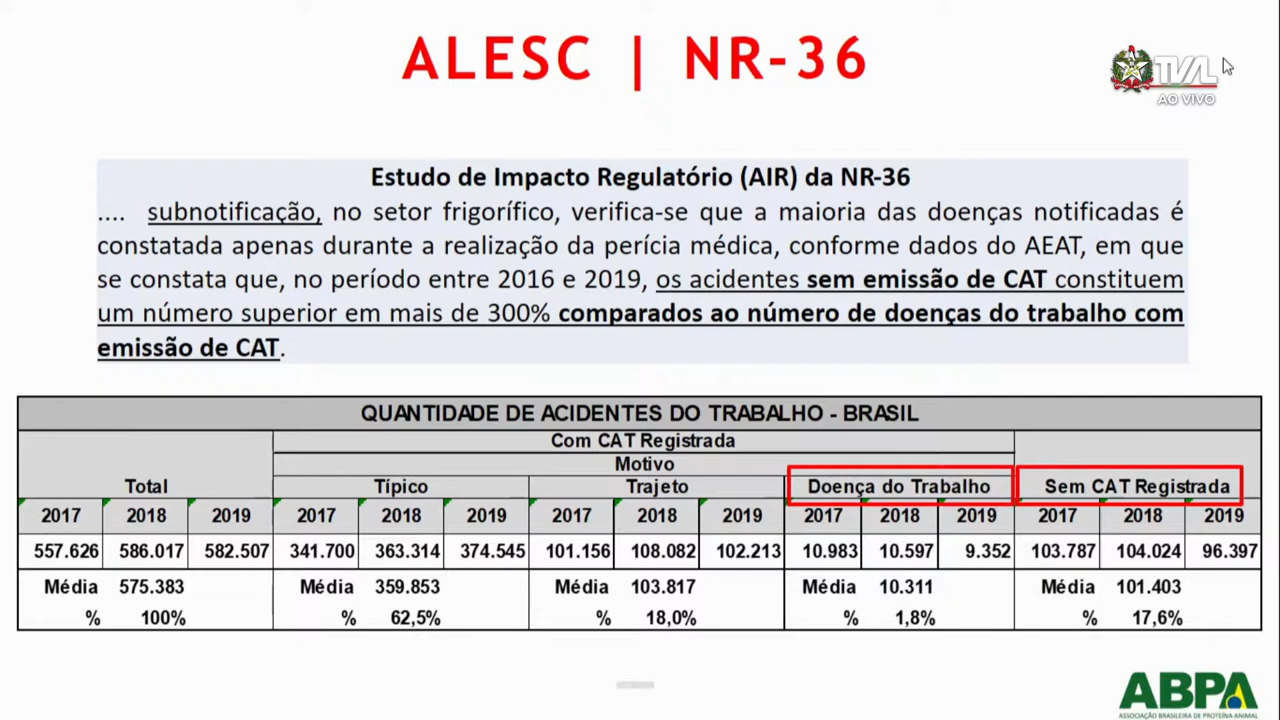 ALESC | NR-36
TVAL
AO VIVO
Estudo de Impacto Regulatório (AIR) da NR-36
.... subnotificação, no setor frigorífico, verifica-se que a maioria das doenças notificadas é
constatada apenas durante a realização da perícia médica, conforme dados do AEAT, em que
se constata que, no período entre 2016 e 2019, os acidentes sem emissão de CAT constituem
um número superior em mais de 300% comparados ao número de doenças do trabalho com
emissão de CAT.
QUANTIDADE DE ACIDENTES DO TRABALHO - BRASIL
Com CAT Registrada
Motivo
Total Típico Trajeto Doença do Trabalho Sem CAT Registrada
2017 2018 2019 2017 2018 2019 2017 2018 2019 2017 2018 2019 2017 2018 2019
557.626 586.017 582.507 341.700 363.314 374.545 101.156 108.082 102.213 10.983 10.597 9.352 103.787 104.024 96.397
Média 575.383 Média 359.853 Média 103.817 Média 10.311 Média 101.403
% 100% % 62,5% % 18,0% % 1,8% % 17,6%
ABPA
ASSOCIAÇÃO BRASILEIRA DE PROTEÍNA ANIMAL